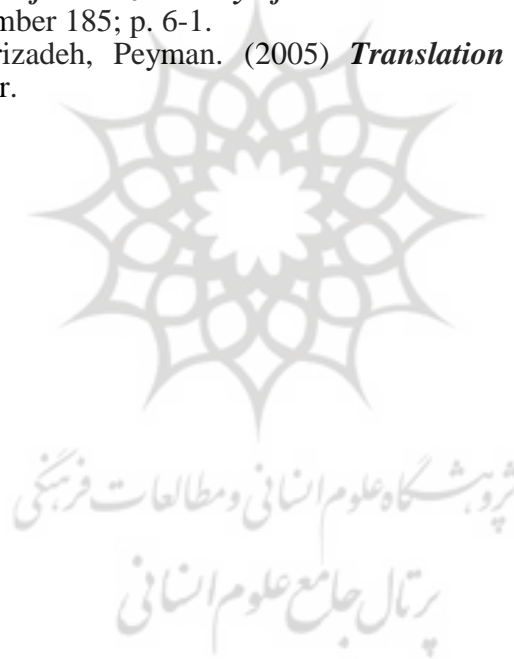 mber 185; p. 6-1.
rizadeh, Peyman. (2005) Translation
r.
پژوهشگاه علوم انسانی و مطالعات فرهنگی
پرتال جامع علوم انسانی